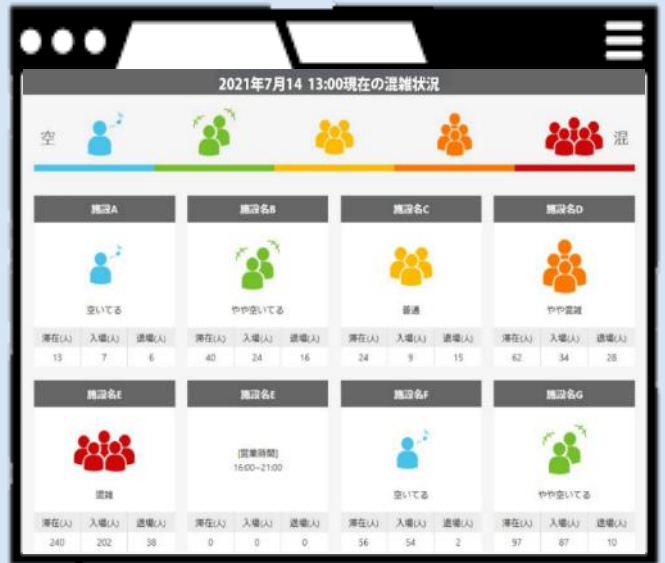 2021年7月14 13:00現在の混雑状況
空
混
施設A
施設名B
施設名C
施設名D
空いてる
やや空いてる
普通
やや混雑
滞在(人) 入場(人) 退場(人) 滞在(人) 入場(人) 退場(人) 滞在(人) 入場(人) 退場(人) 滞在(人) 入場(人) 退場(人)
13 7 6 40 24 16 24 9 15 62 34 28
施設名E
施設名E
施設名F
施設名G
混雑
[営業時間]
16:00~21:00
空いてる
やや空いてる
滞在(人) 入場(人) 退場(人) 滞在(人) 入場(人) 退場(人) 滞在(人) 入場(人) 退場(人) 滞在(人) 入場(人) 退場(人)
240 202 38 0 0 0 56 54 2 97 87 10